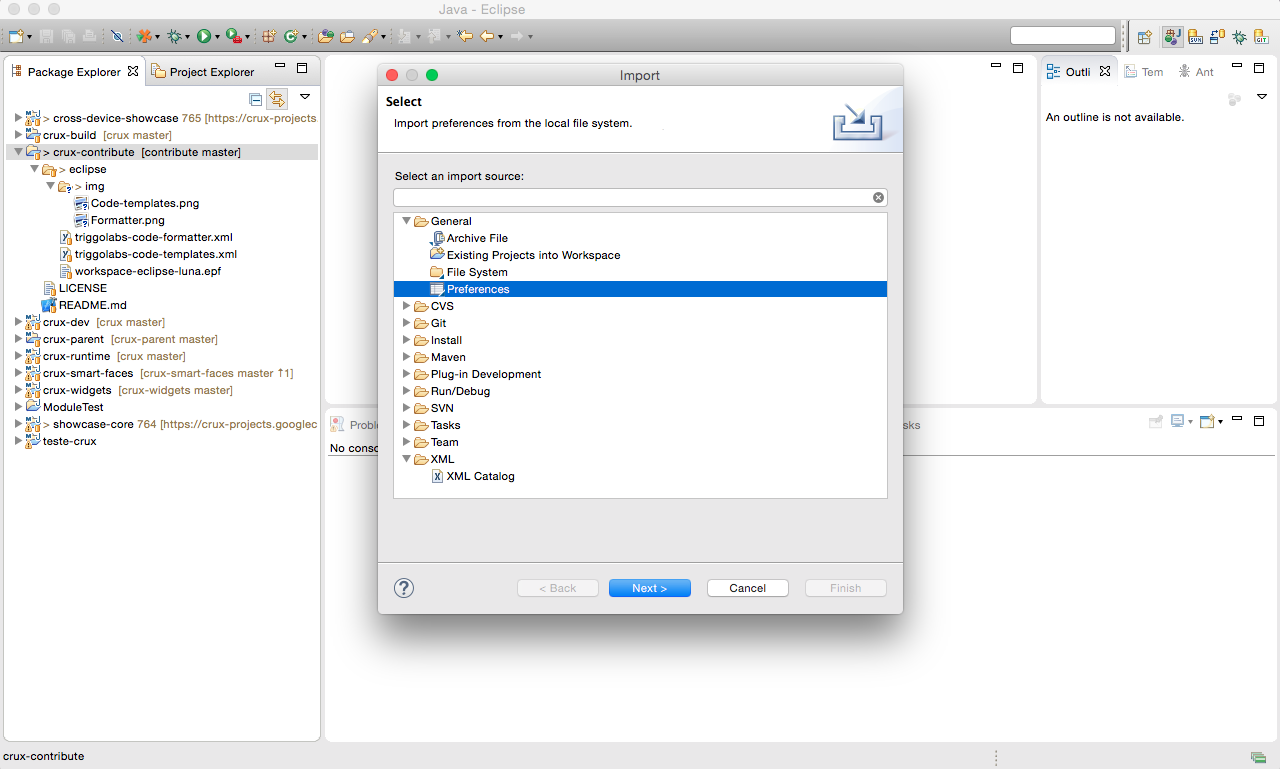 Java - Eclipse
Package Explorer
Project Explorer
> cross-device-showcase 765 [https://crux-projects
crux-build [crux master]
> crux-contribute [contribute master]
> eclipse
> img
Code-templates.png
Formatter.png
triggolabs-code-formatter.xml
triggolabs-code-templates.xml
workspace-eclipse-luna.epf
LICENSE
README.md
crux-dev [crux master]
crux-parent [crux-parent master]
crux-runtime [crux master]
crux-smart-faces [crux-smart-faces master ↑1]
crux-widgets [crux-widgets master]
ModuleTest
> showcase-core 764 [https://crux-projects.googlec
teste-crux
Import
Select
Import preferences from the local file system.
Select an import source:
General
Archive File
Existing Projects into Workspace
File System
Preferences
CVS
Git
Install
Maven
Plug-in Development
Run/Debug
SVN
Tasks
Team
XML
XML Catalog
?
< Back
Next >
Cancel
Finish
Outli
Tem
Ant
An outline is not available.
Proble
sks
No conso
crux-contribute